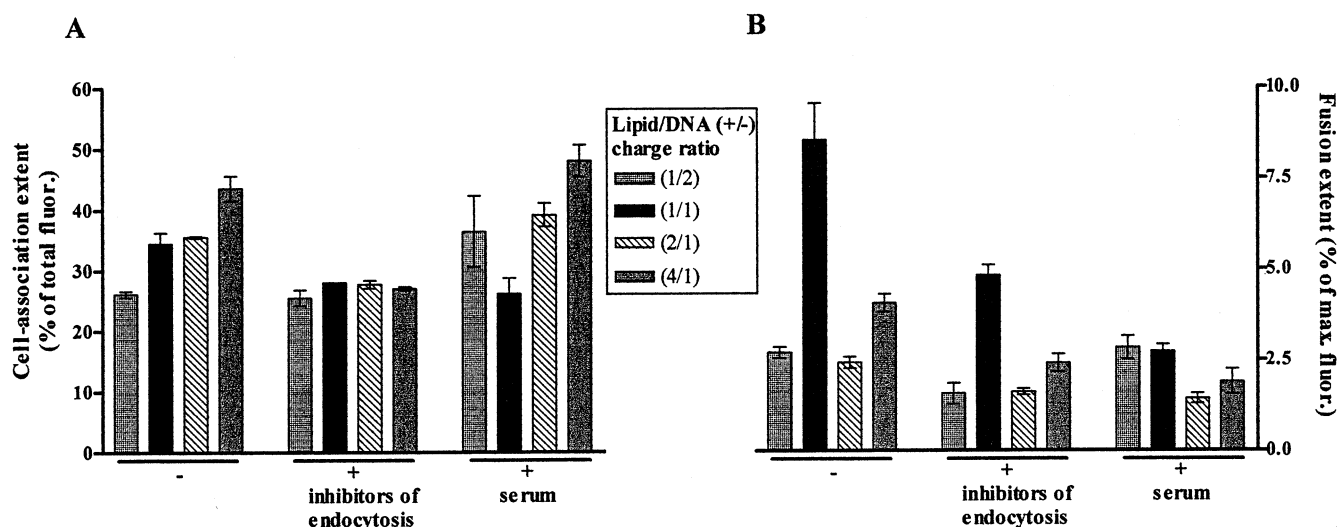 A
B
Cell-association extent
(% of total fluor.)
60
50
40
30
20
10
0
-
+
inhibitors of
endocytosis
+
serum
Lipid/DNA (+/-)
charge ratio
(1/2)
(1/1)
(2/1)
(4/1)
-
+
inhibitors of
endocytosis
+
serum
10.0
7.5
5.0
2.5
0.0
Fusion extent (% of max. fluor.)